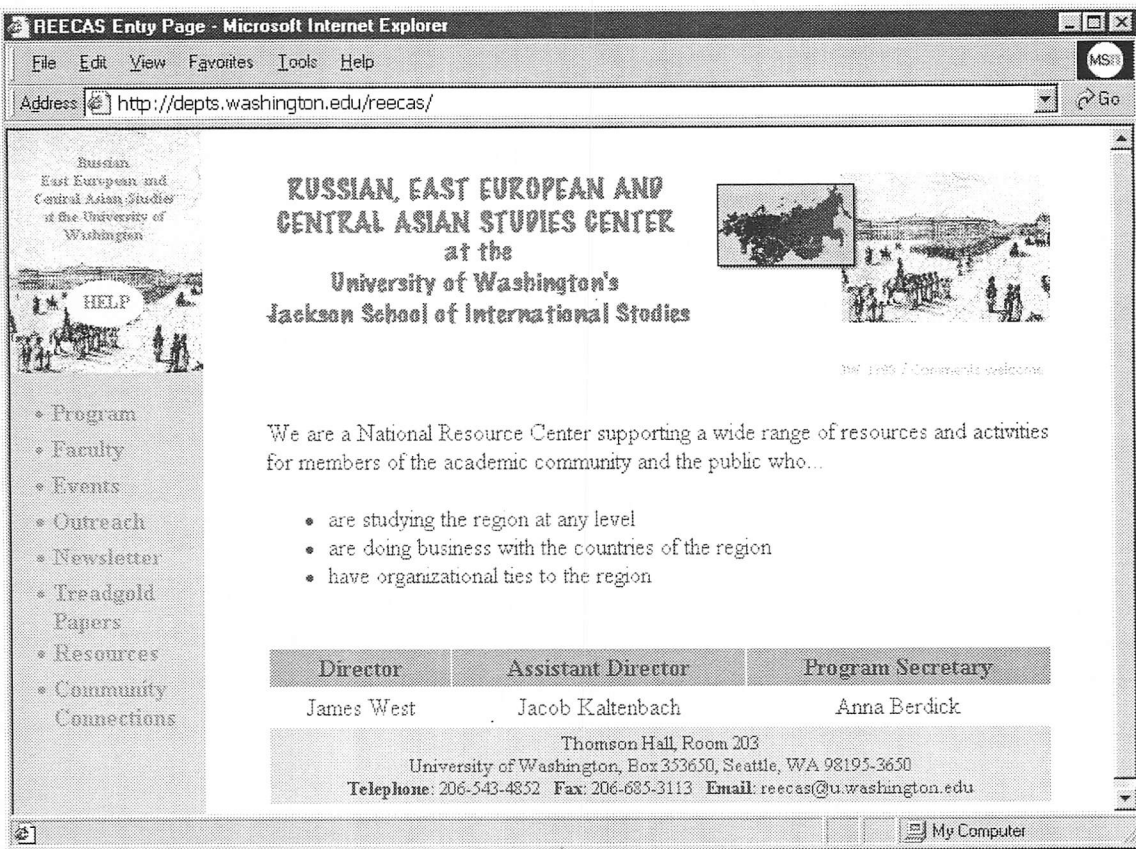 REECAS Entry Page - Microsoft Internet Explorer
File Edit View Favorites Tools Help
msn
Address http://depts.washington.edu/reecas/ Go
Russian
East European and
Central Asian Studies
at the University of
Washington
HELP
• Program
• Faculty
• Events
• Outreach
• Newsletter
• Treadgold
Papers
• Resources
• Community
Connections
RUSSIAN, EAST EUROPEAN AND
CENTRAL ASIAN STUDIES CENTER
at the
University of Washington's
Jackson School of International Studies
Comments welcome
We are a National Resource Center supporting a wide range of resources and activities
for members of the academic community and the public who...
• are studying the region at any level
• are doing business with the countries of the region
• have organizational ties to the region
Director Assistant Director Program Secretary
James West Jacob Kaltenbach Anna Berdick
Thomson Hall, Room 203
University of Washington, Box 353650, Seattle, WA 98195-3650
Telephone: 206-543-4852 Fax: 206-685-3113 Email: reecas@u.washington.edu
My Computer